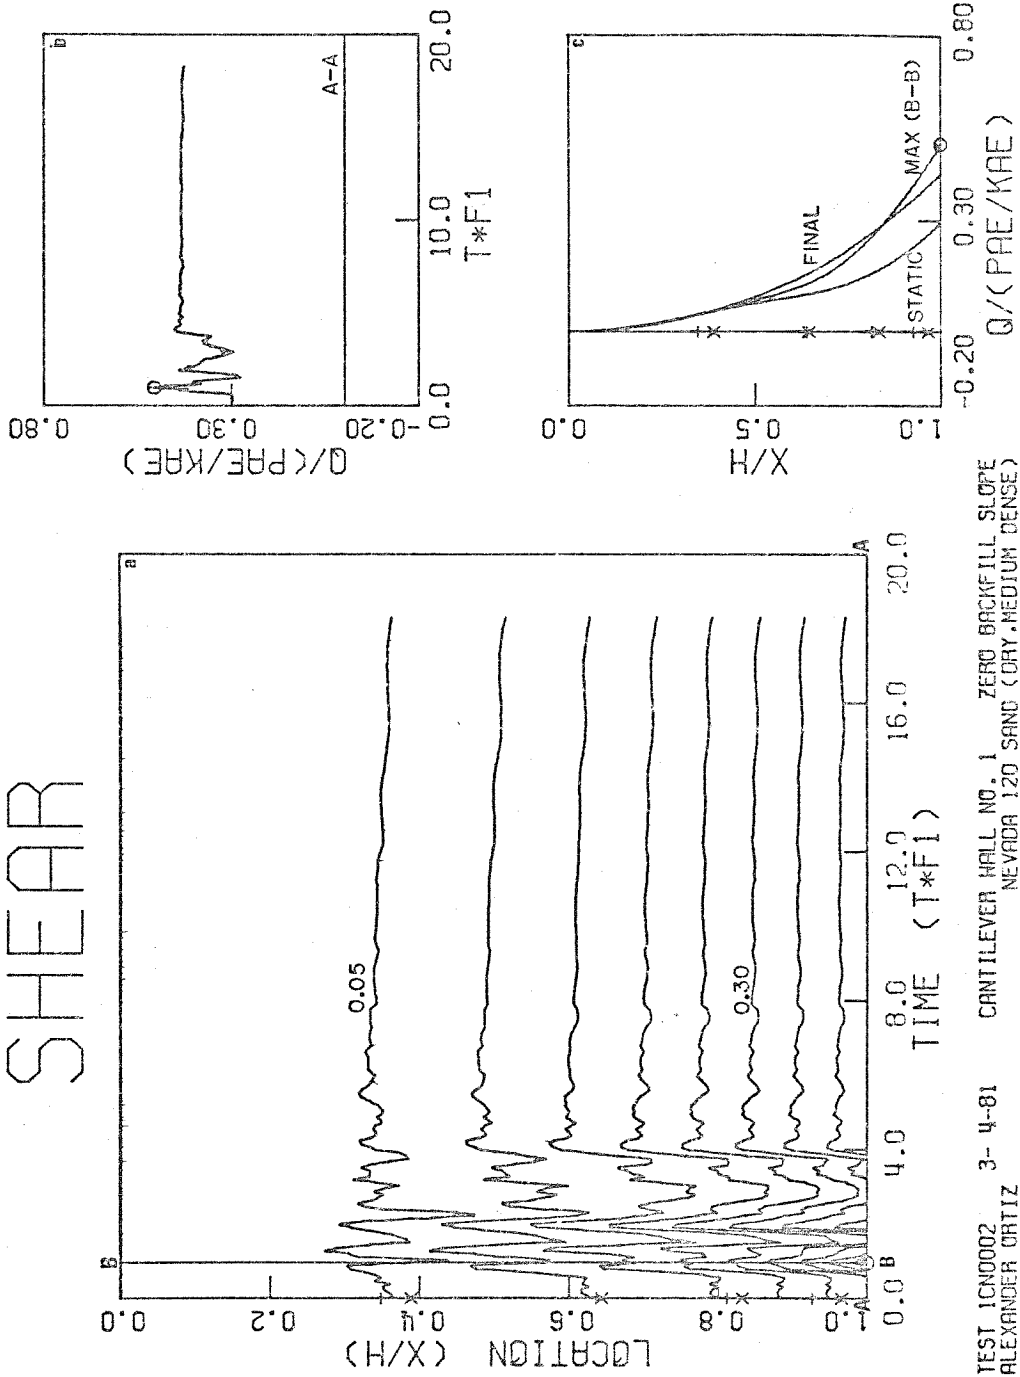 SHEAR
a
B
0.0
0.2
0.4
0.6
0.8
1.0
LOCATION (X/H)
0.05
0.30
B
A
A
0.0
4.0
8.0
12.0
16.0
20.0
TIME (T*F1)
b
0.80
0.30
-0.20
Q/(PAE/KAE)
A-A
0.0
10.0
20.0
T*F1
c
0.0
0.5
1.0
X/H
FINAL
STATIC
MAX (B-B)
-0.20
0.30
0.80
Q/(PAE/KAE)
TEST 1CN0002 3- 4-81 CANTILEVER WALL NO. 1 ZERO BACKFILL SLOPE
ALEXANDER ORTIZ NEVADA 120 SAND (DRY,MEDIUM DENSE)